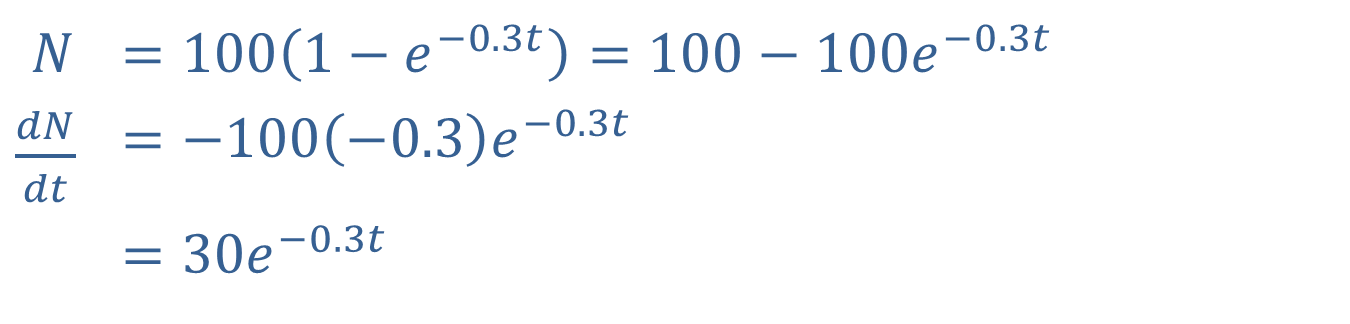 N = 100(1 − e^{−0.3t}) = 100 − 100e^{−0.3t}
dN/dt = −100(−0.3)e^{−0.3t}
= 30e^{−0.3t}